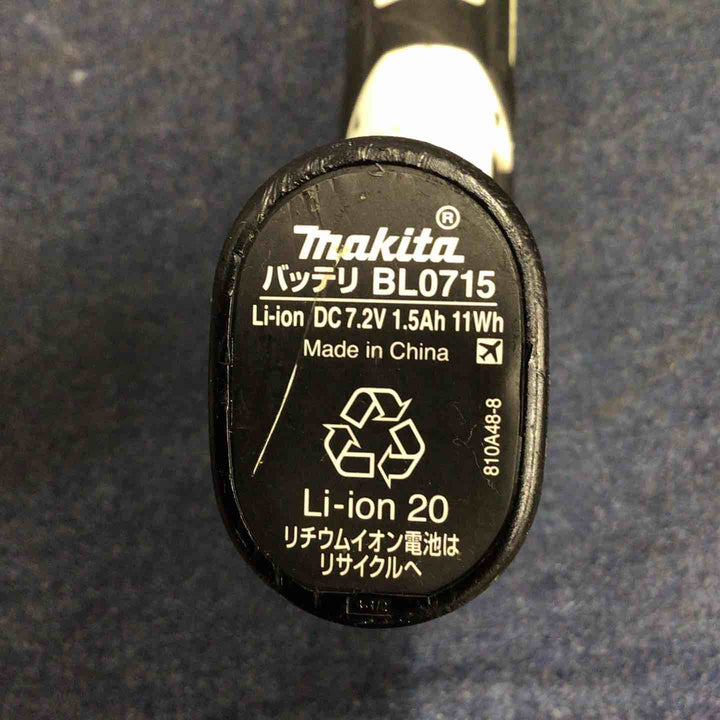 makita®
バッテリ BL0715
Li-ion DC 7.2V 1.5Ah 11Wh
Made in China
810A48-8
Li-ion 20
リチウムイオン電池は
リサイクルへ